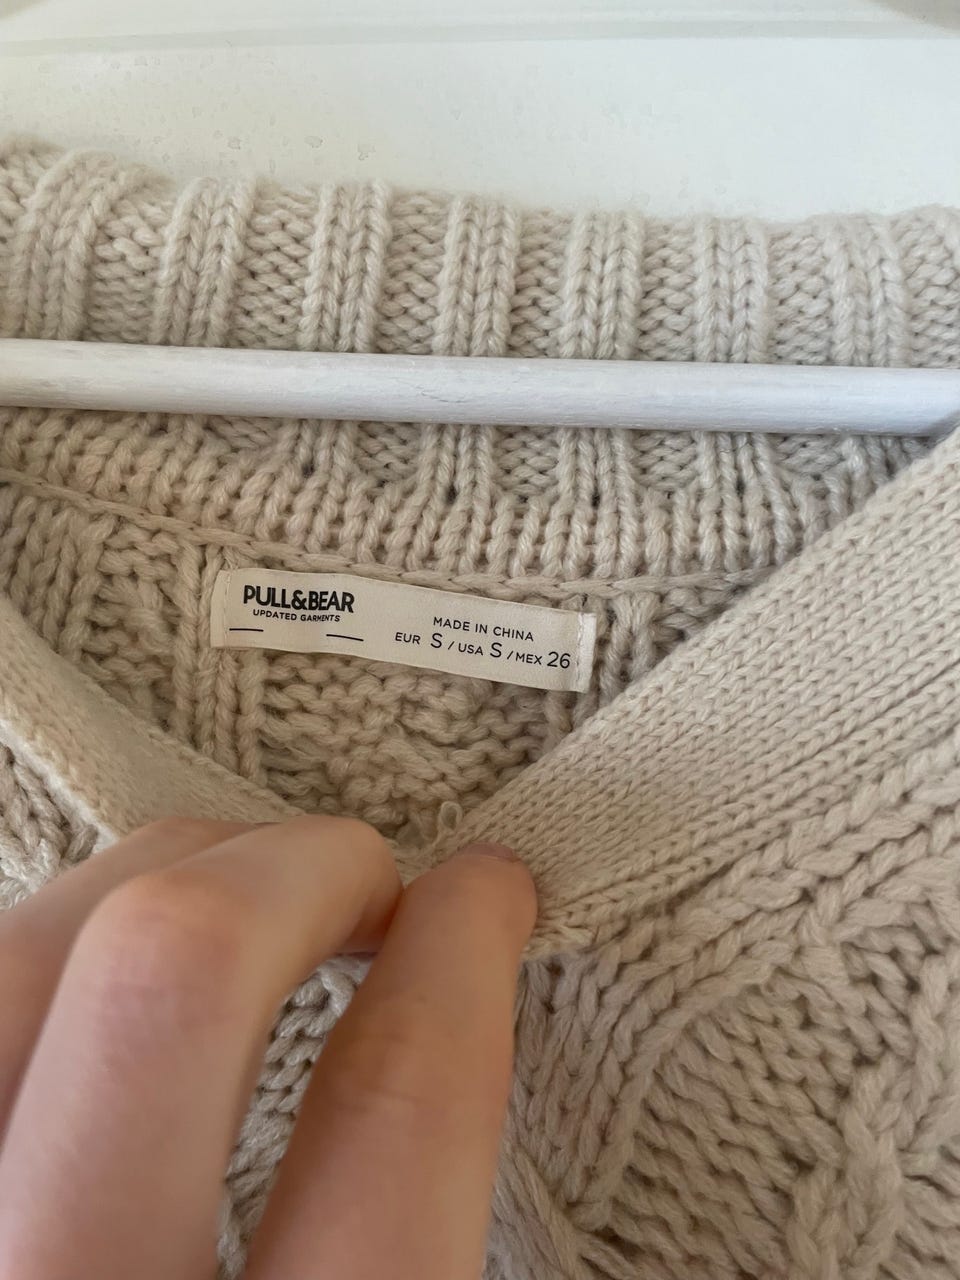 PULL&BEAR
UPDATED GARMENTS
MADE IN CHINA
EUR S / USA S / MEX 26